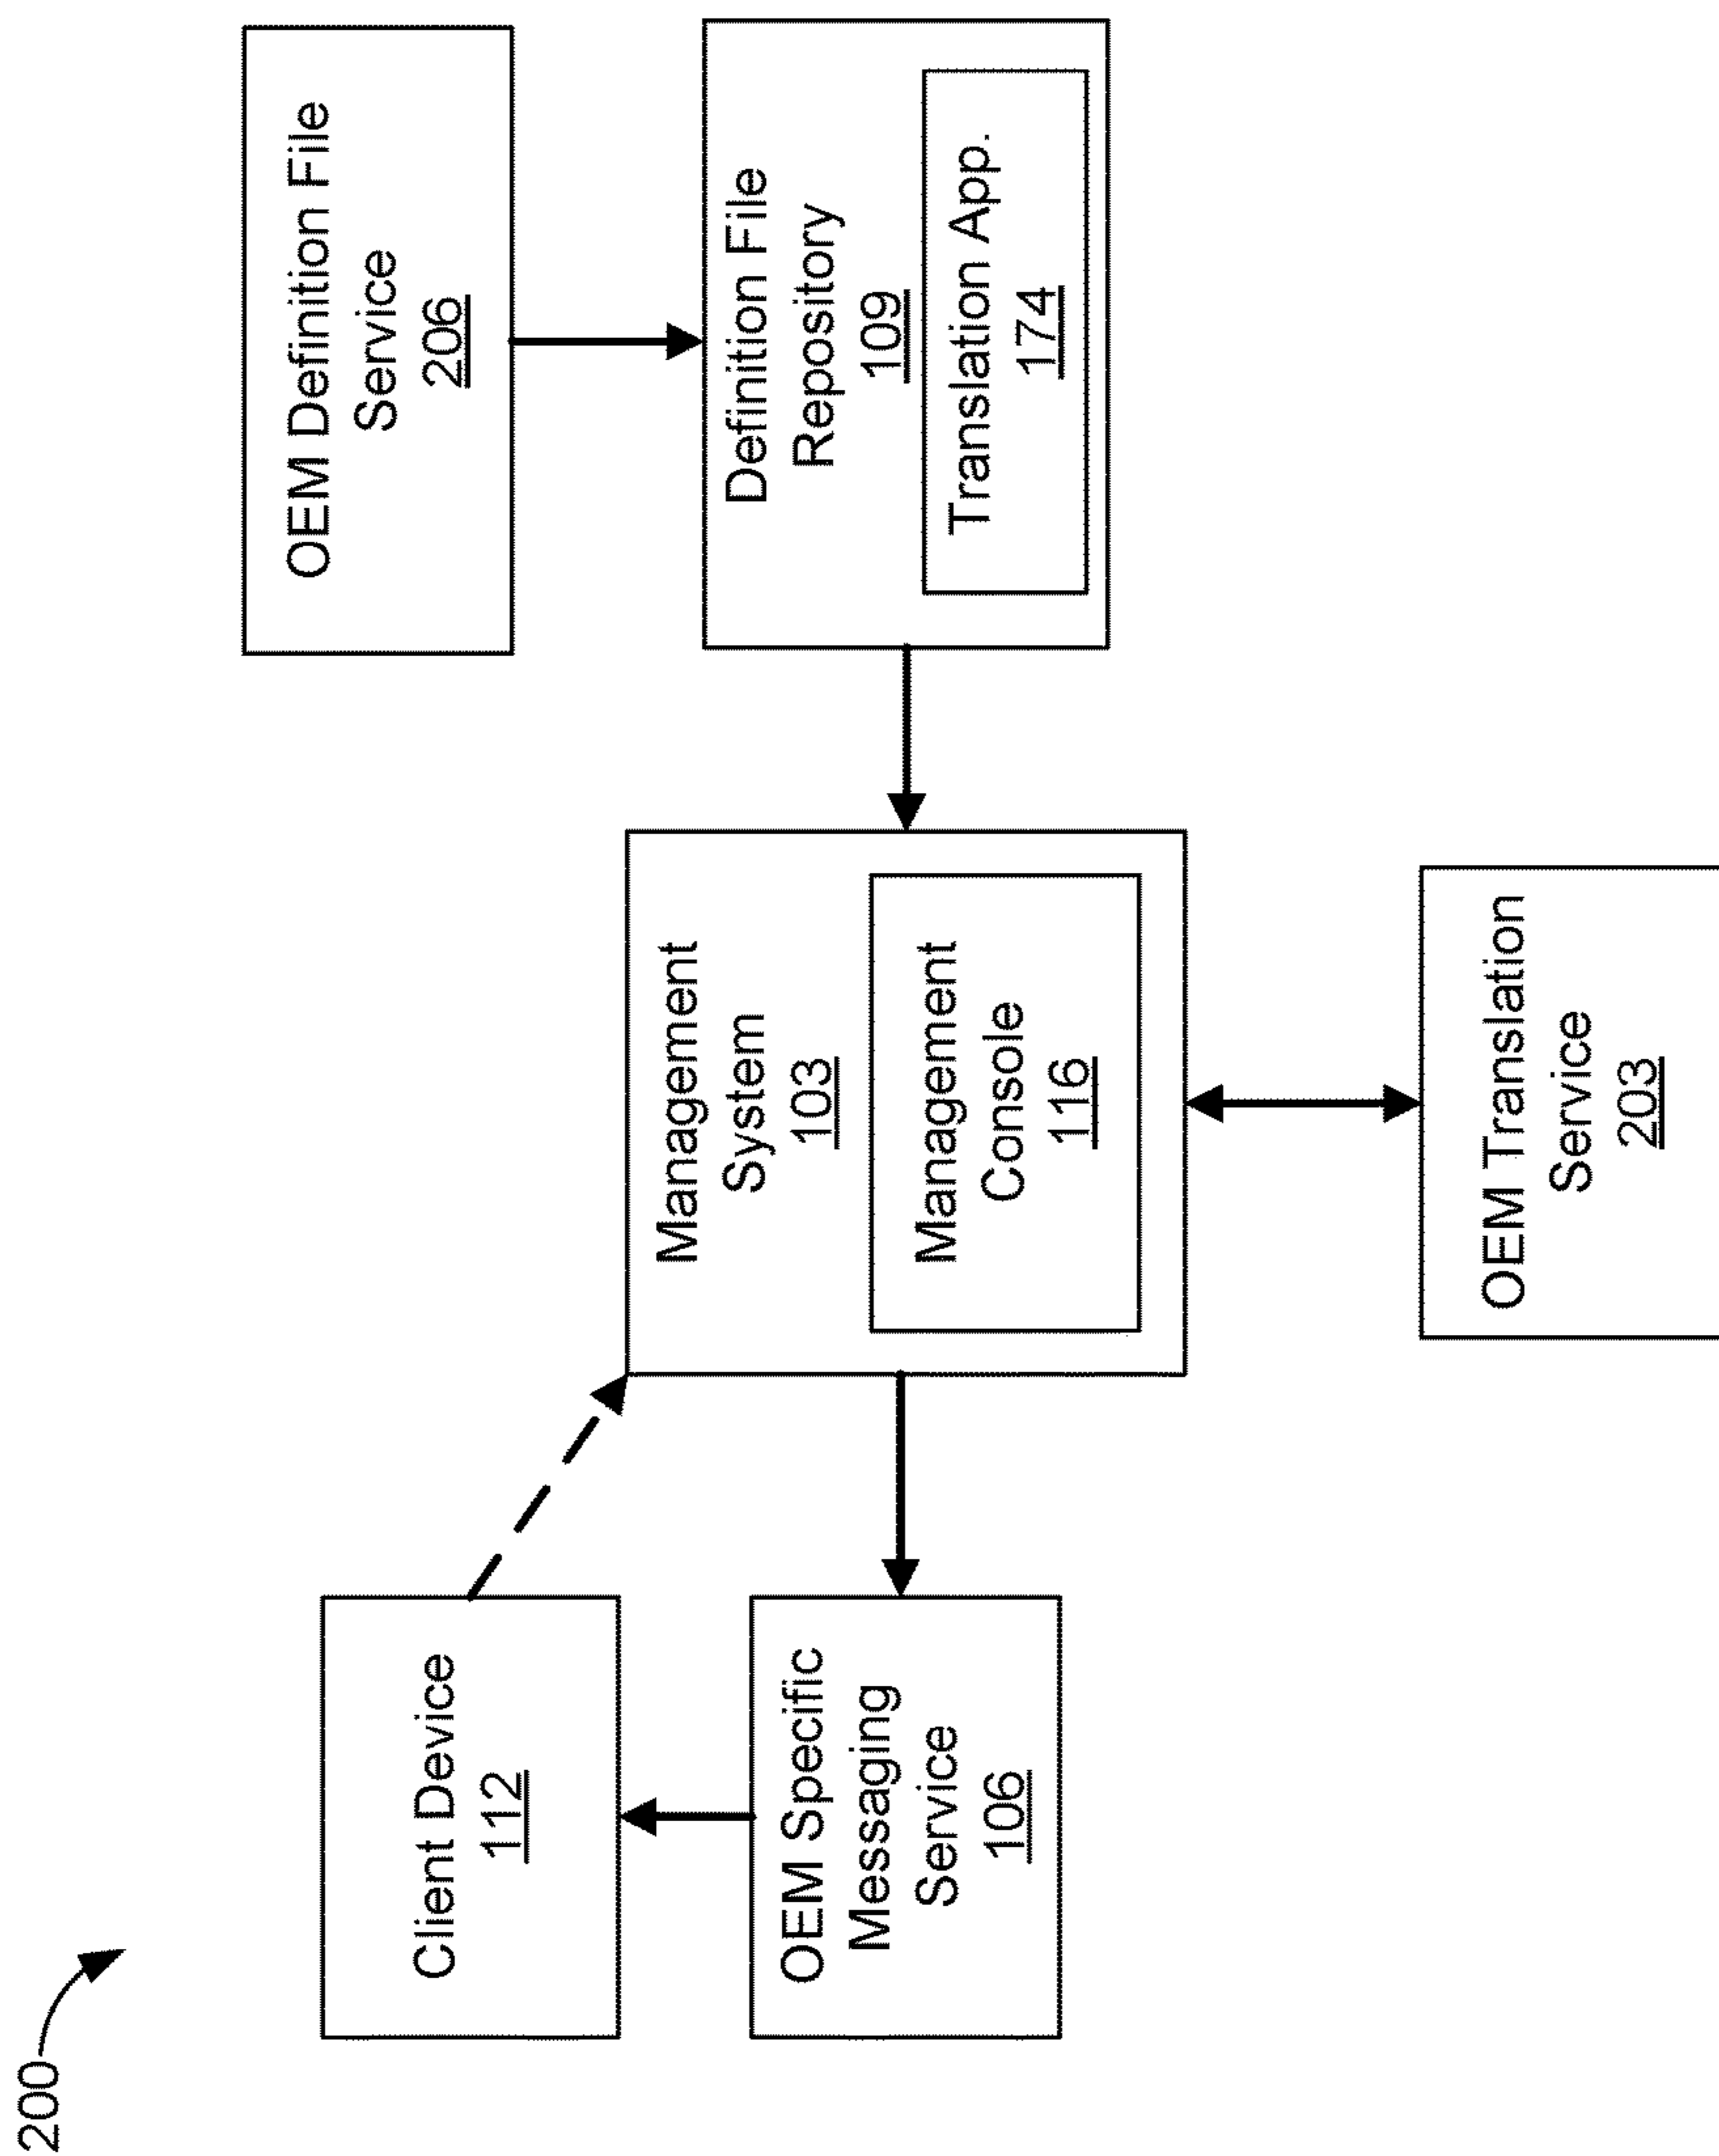 200
Client Device
112
OEM Specific
Messaging
Service
106
Management
System
103
Management
Console
116
OEM Translation
Service
203
OEM Definition File
Service
206
Definition File
Repository
109
Translation App.
174